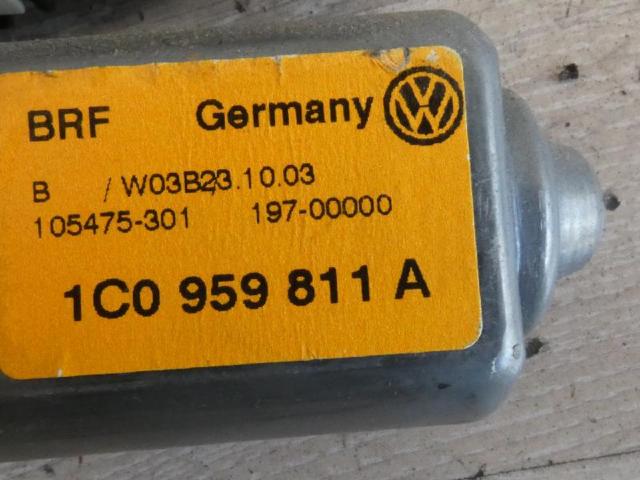 BRF Germany
B / W03B23.10.03
105475-301 197-00000
1C0 959 811 A